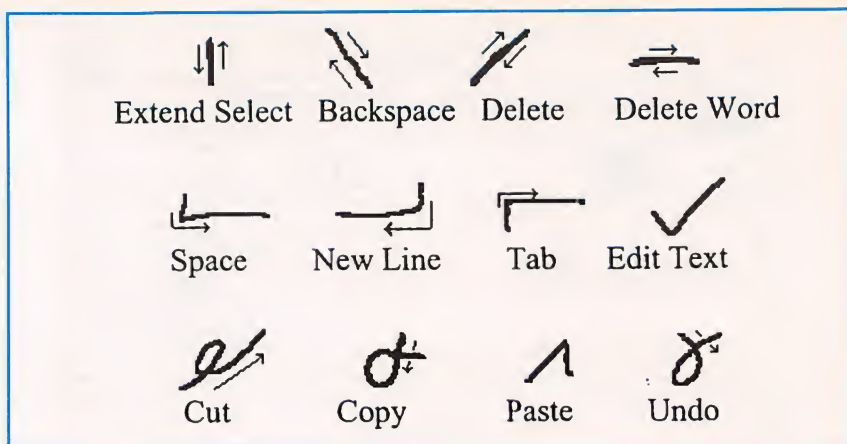 Extend Select Backspace Delete Delete Word
Space New Line Tab Edit Text
Cut Copy Paste Undo